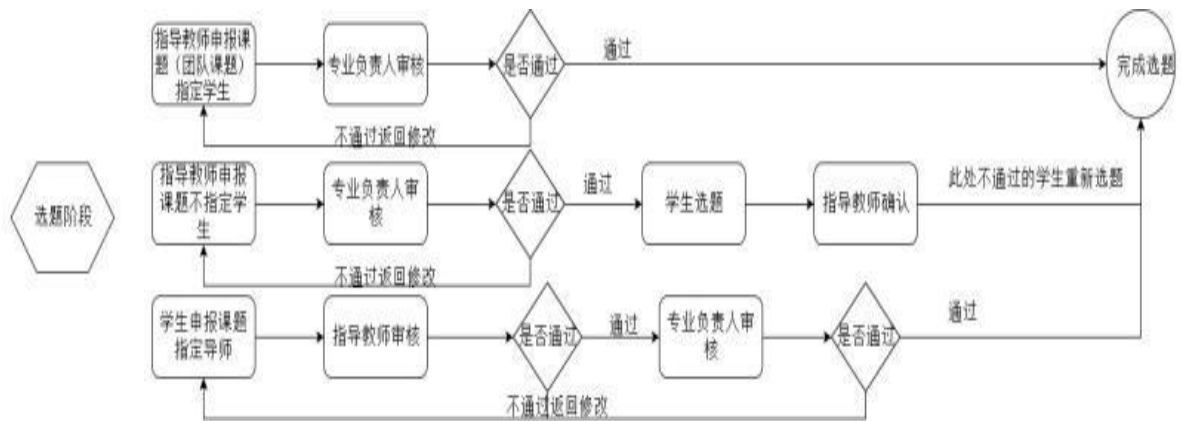 指导教师申报课
题（团队课题）
指定学生
专业负责人审核
是否通过
通过
完成选题
不通过返回修改
选题阶段
指导教师申报
课题不指定学
生
专业负责人审
核
是否通过
通过
学生选题
指导教师确认
此处不通过的学生重新选题
不通过返回修改
学生申报课题
指定导师
指导教师审核
是否通过
通过
专业负责人审
核
是否通过
通过
不通过返回修改